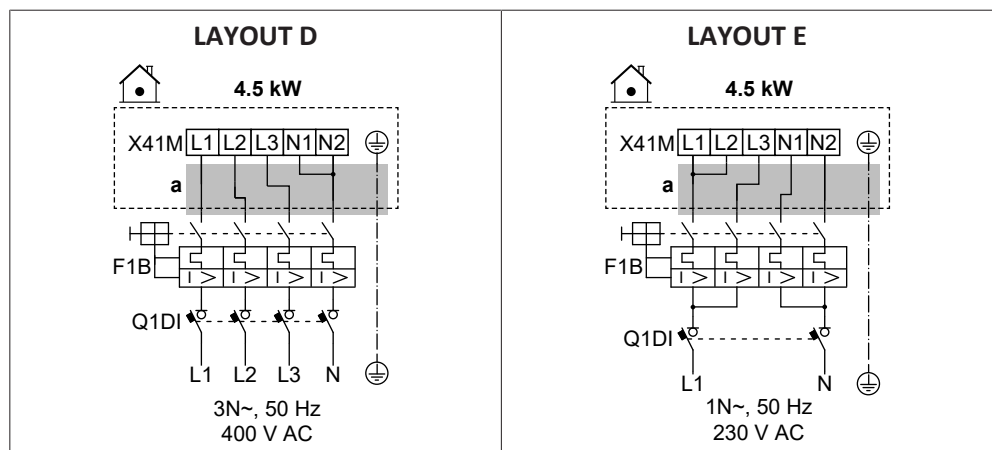 LAYOUT D
4.5 kW
X41M L1 L2 L3 N1 N2
a
F1B
I > I > I > I >
Q1DI
L1 L2 L3 N
3N~, 50 Hz
400 V AC
LAYOUT E
4.5 kW
X41M L1 L2 L3 N1 N2
a
F1B
I > I > I > I >
Q1DI
L1 N
1N~, 50 Hz
230 V AC